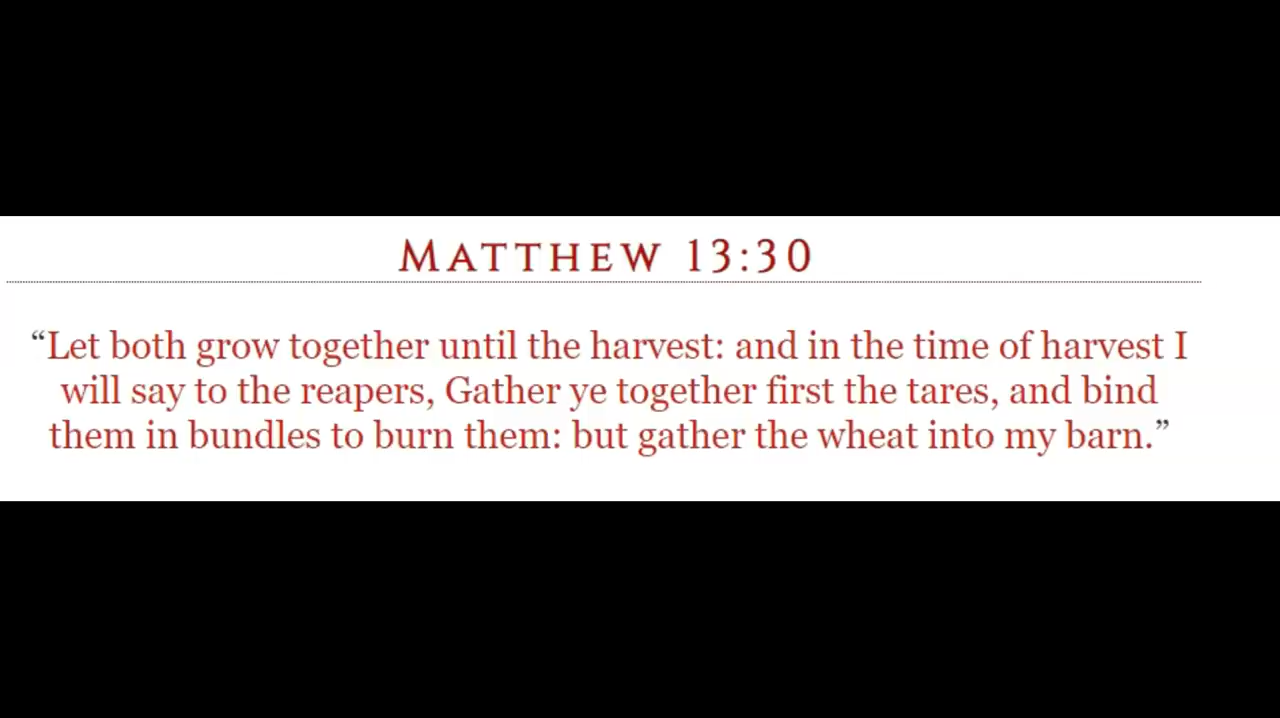 MATTHEW 13:30
“Let both grow together until the harvest: and in the time of harvest I
will say to the reapers, Gather ye together first the tares, and bind
them in bundles to burn them: but gather the wheat into my barn.”